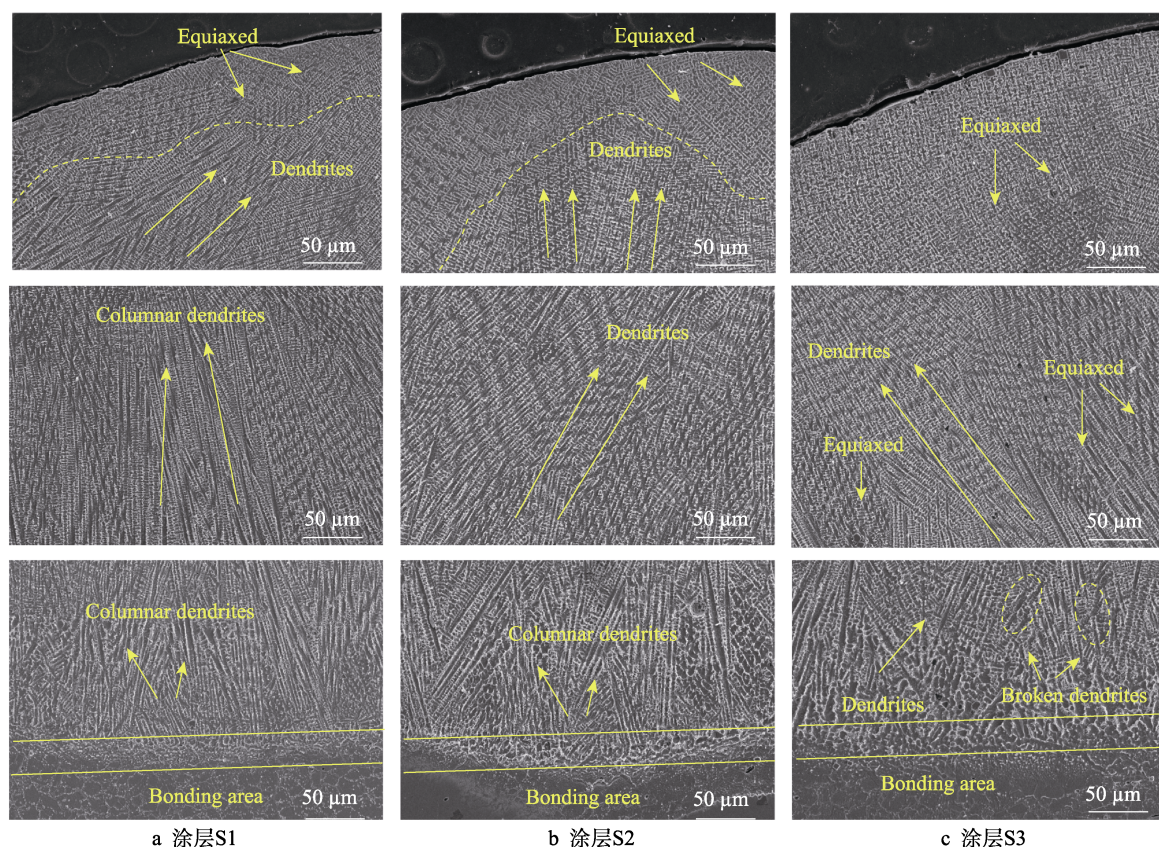 Equiaxed
Dendrites
50 µm
Equiaxed
Dendrites
50 µm
Equiaxed
50 µm
Columnar dendrites
50 µm
Dendrites
50 µm
Dendrites
Equiaxed
Equiaxed
50 µm
Columnar dendrites
Bonding area
50 µm
Columnar dendrites
Bonding area
50 µm
Dendrites
Broken dendrites
Bonding area
50 µm
a 涂层S1
b 涂层S2
c 涂层S3